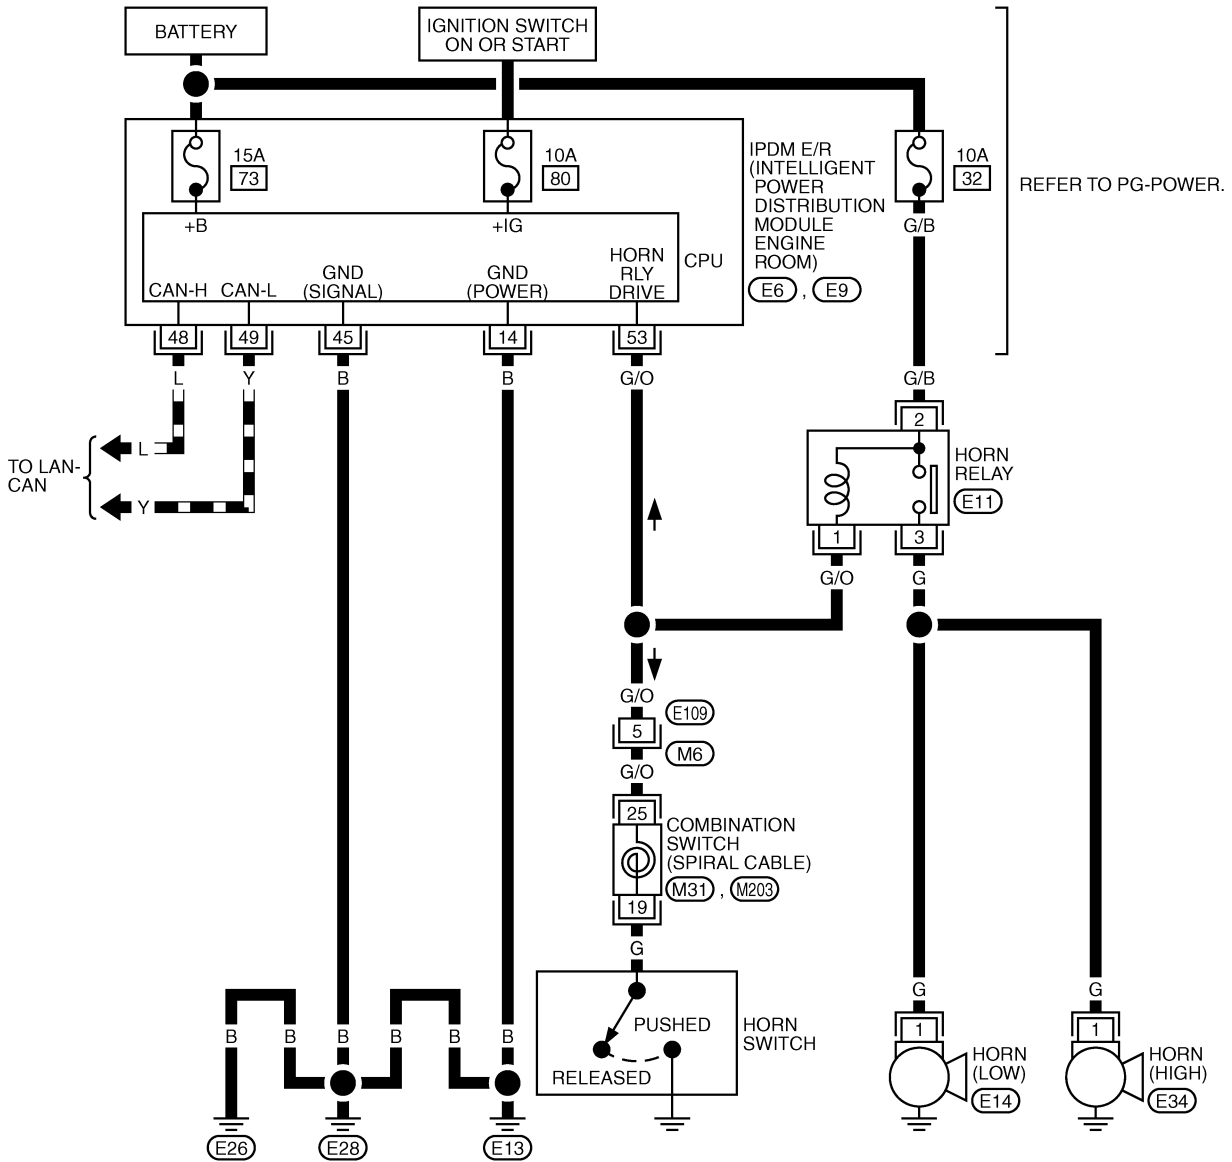 BATTERY
IGNITION SWITCH
ON OR START
15A
73
10A
80
10A
32
IPDM E/R
(INTELLIGENT
POWER
DISTRIBUTION
MODULE
ENGINE
ROOM)
E6 , E9
REFER TO PG-POWER.
+B
+IG
G/B
CPU
CAN-H
CAN-L
GND
(SIGNAL)
GND
(POWER)
HORN
RLY
DRIVE
48
49
45
14
53
L
Y
B
B
G/O
G/B
2
TO LAN-
CAN
L
Y
HORN
RELAY
E11
1
3
G/O
G
G/O
E109
5
M6
G/O
25
COMBINATION
SWITCH
(SPIRAL CABLE)
M31 , M203
19
G
PUSHED
RELEASED
HORN
SWITCH
G
G
1
1
HORN
(LOW)
E14
HORN
(HIGH)
E34
B
B
B
B
B
B
E26
E28
E13